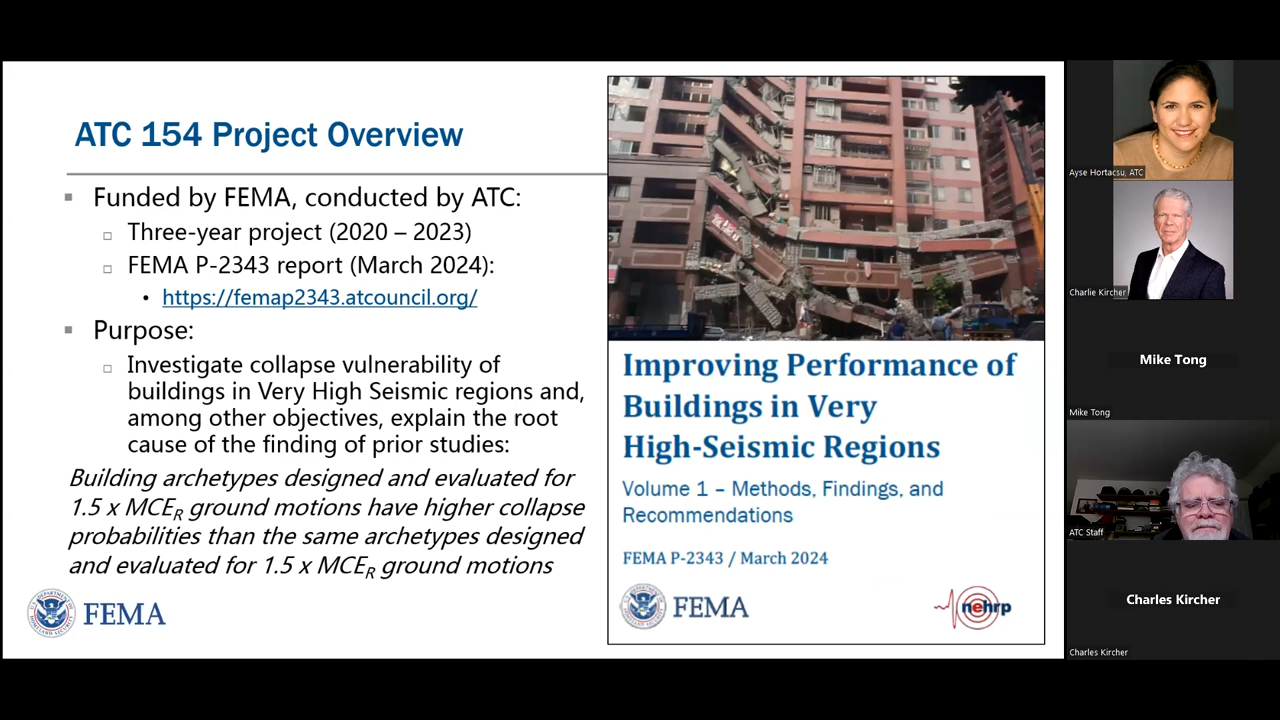 ATC 154 Project Overview
Funded by FEMA, conducted by ATC:
Three-year project (2020 – 2023)
FEMA P-2343 report (March 2024):
https://femap2343.atcouncil.org/
Purpose:
Investigate collapse vulnerability of
buildings in Very High Seismic regions and,
among other objectives, explain the root
cause of the finding of prior studies:
Building archetypes designed and evaluated for
1.5 x MCER ground motions have higher collapse
probabilities than the same archetypes designed
and evaluated for 1.5 x MCER ground motions
FEMA
Improving Performance of
Buildings in Very
High-Seismic Regions
Volume 1 – Methods, Findings, and
Recommendations
FEMA P-2343 / March 2024
FEMA
nehrp
Ayse Hortacsu, ATC
Charlie Kircher
Mike Tong
Mike Tong
ATC Staff
Charles Kircher
Charles Kircher